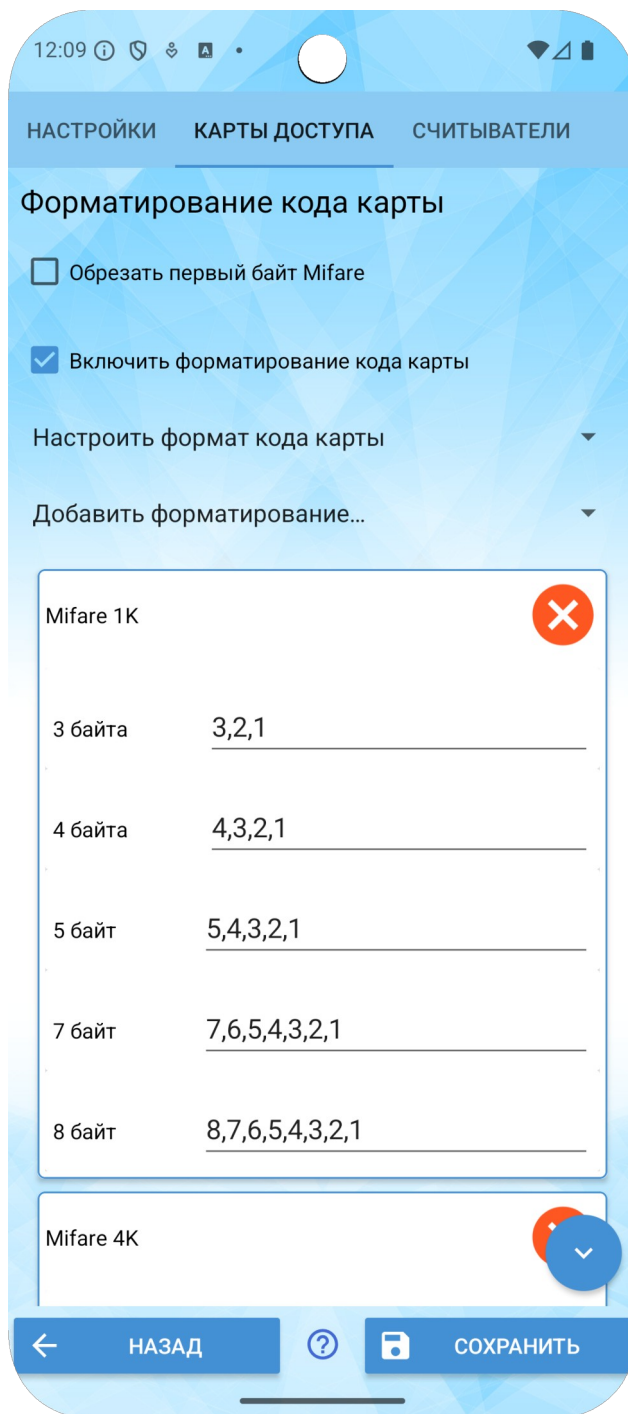 12:09
НАСТРОЙКИ КАРТЫ ДОСТУПА СЧИТЫВАТЕЛИ
Форматирование кода карты
Обрезать первый байт Mifare
Включить форматирование кода карты
Настроить формат кода карты
Добавить форматирование...
Mifare 1K
3 байта 3,2,1
4 байта 4,3,2,1
5 байт 5,4,3,2,1
7 байт 7,6,5,4,3,2,1
8 байт 8,7,6,5,4,3,2,1
Mifare 4K
НАЗАД ? СОХРАНИТЬ